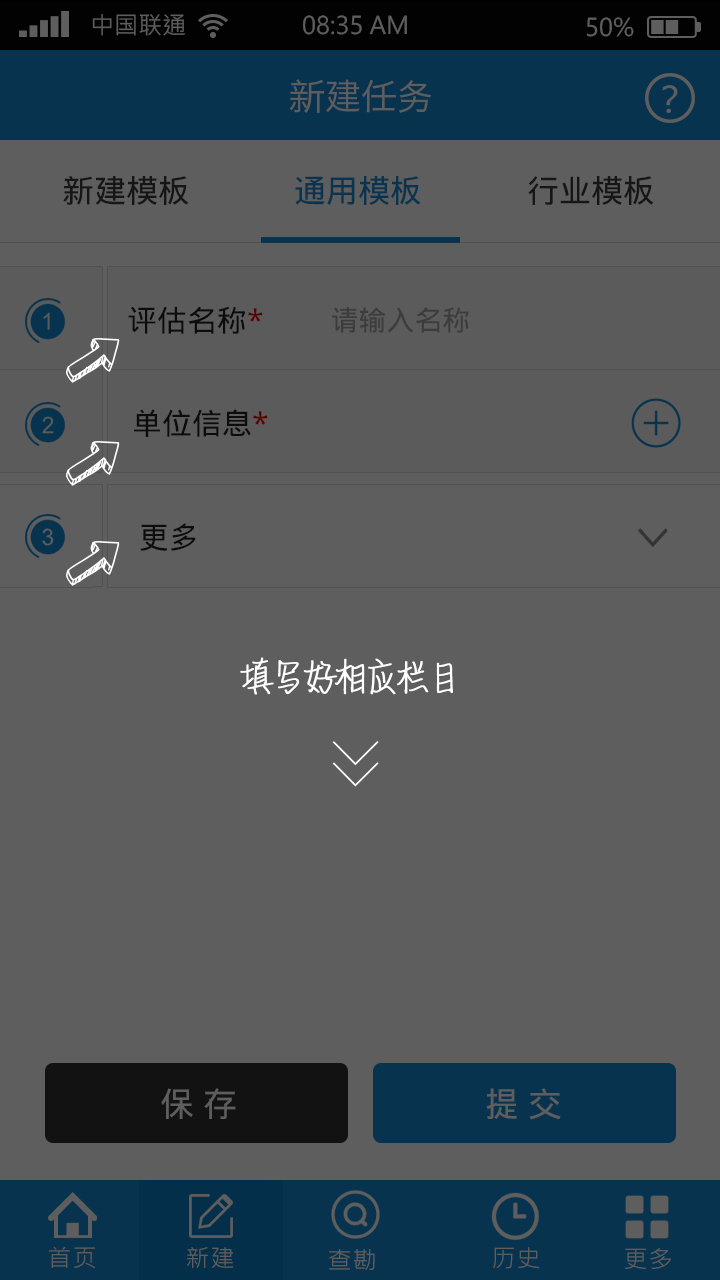 中国联通 08:35 AM 50%
新建任务 ?
新建模板 通用模板 行业模板
1 评估名称* 请输入名称
2 单位信息*
3 更多
填写好相应栏目
保存 提交
首页 新建 查勘 历史 更多